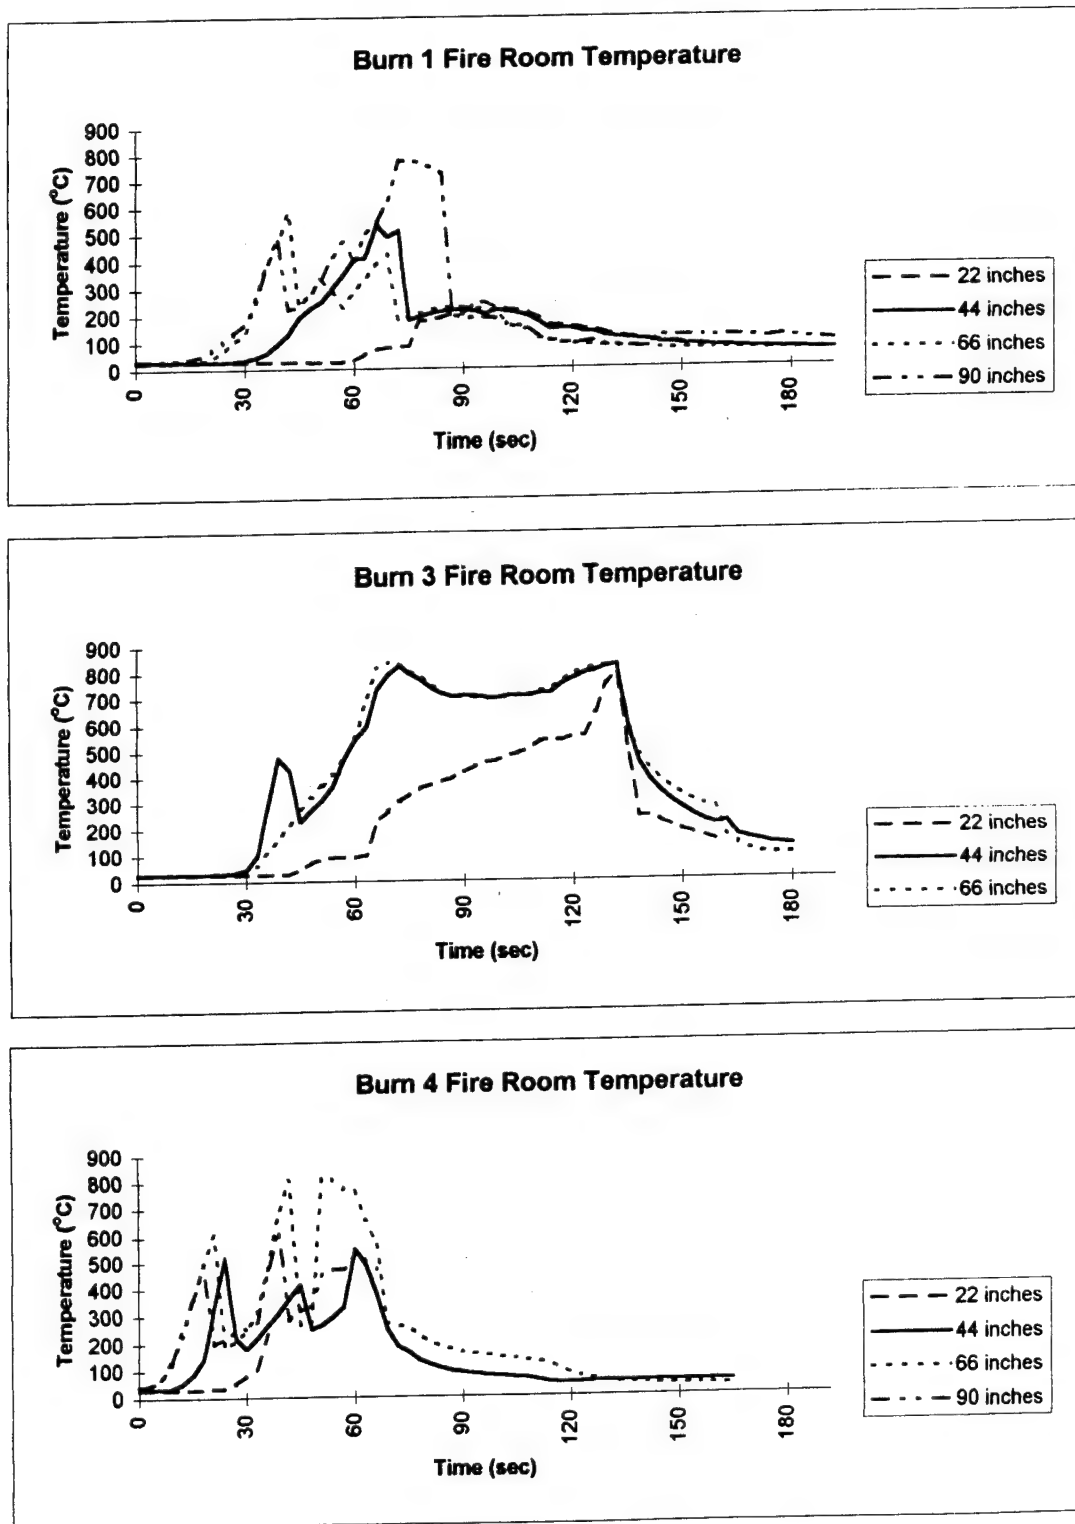 Burn 1 Fire Room Temperature
900
800
700
600
500
400
300
200
100
0
Temperature (°C)
0
30
60
90
120
150
180
Time (sec)
22 inches
44 inches
66 inches
90 inches
Burn 3 Fire Room Temperature
900
800
700
600
500
400
300
200
100
0
Temperature (°C)
0
30
60
90
120
150
180
Time (sec)
22 inches
44 inches
66 inches
Burn 4 Fire Room Temperature
900
800
700
600
500
400
300
200
100
0
Temperature (°C)
0
30
60
90
120
150
180
Time (sec)
22 inches
44 inches
66 inches
90 inches